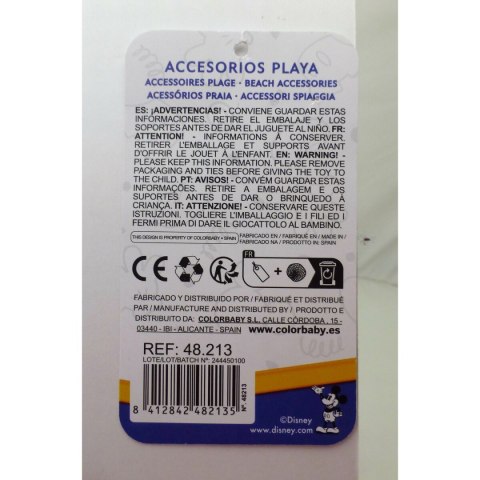 ACCESORIOS PLAYA
ACCESSOIRES PLAGE · BEACH ACCESSORIES
ACESSÓRIOS PRAIA · ACCESSORI SPIAGGIA
ES: ¡ADVERTENCIAS! - CONVIENE GUARDAR ESTAS
INFORMACIONES. RETIRE EL EMBALAJE Y LOS
SOPORTES ANTES DE DAR EL JUGUETE AL NIÑO. FR:
ATTENTION! - INFORMATIONS À CONSERVER.
RETIRER L'EMBALLAGE ET SUPPORTS AVANT
D'OFFRIR LE JOUET À L'ENFANT. EN: WARNING! -
PLEASE KEEP THIS INFORMATION. PLEASE REMOVE
PACKAGING AND TIES BEFORE GIVING THE TOY TO
THE CHILD. PT: AVISOS! - CONVÉM GUARDAR ESTAS
INFORMAÇÕES. RETIRE A EMBALAGEM E OS
SUPORTES ANTES DE DAR O BRINQUEDO À
CRIANÇA. IT: ATTENZIONE! - CONSERVARE QUESTE
ISTRUZIONI. TOGLIERE L'IMBALLAGGIO E I FILI ED I
FERMI PRIMA DI DARE IL GIOCATTOLO AL BAMBINO.
THIS DESIGN IS PROPERTY OF COLORBABY • SPAIN
FABRICADO EN / FABRIQUÉ EN / MADE IN /
FABRICADO NA / PRODOTTO IN: SPAIN
CE
FR
FABRICADO Y DISTRIBUIDO POR / FABRIQUÉ ET DISTRIBUÉ
PAR / MANUFACTURE AND DISTRIBUTED BY / PRODOTTO E
DISTRIBUITO DA: COLORBABY S.L. CALLE CÓRDOBA , 15-
03440 - IBI - ALICANTE - SPAIN www.colorbaby.es
REF: 48.213
LOTE/LOT/BATCH Nº: 244450100
8 412842 482135
Nº. 48213
©Disney
www.disney.com